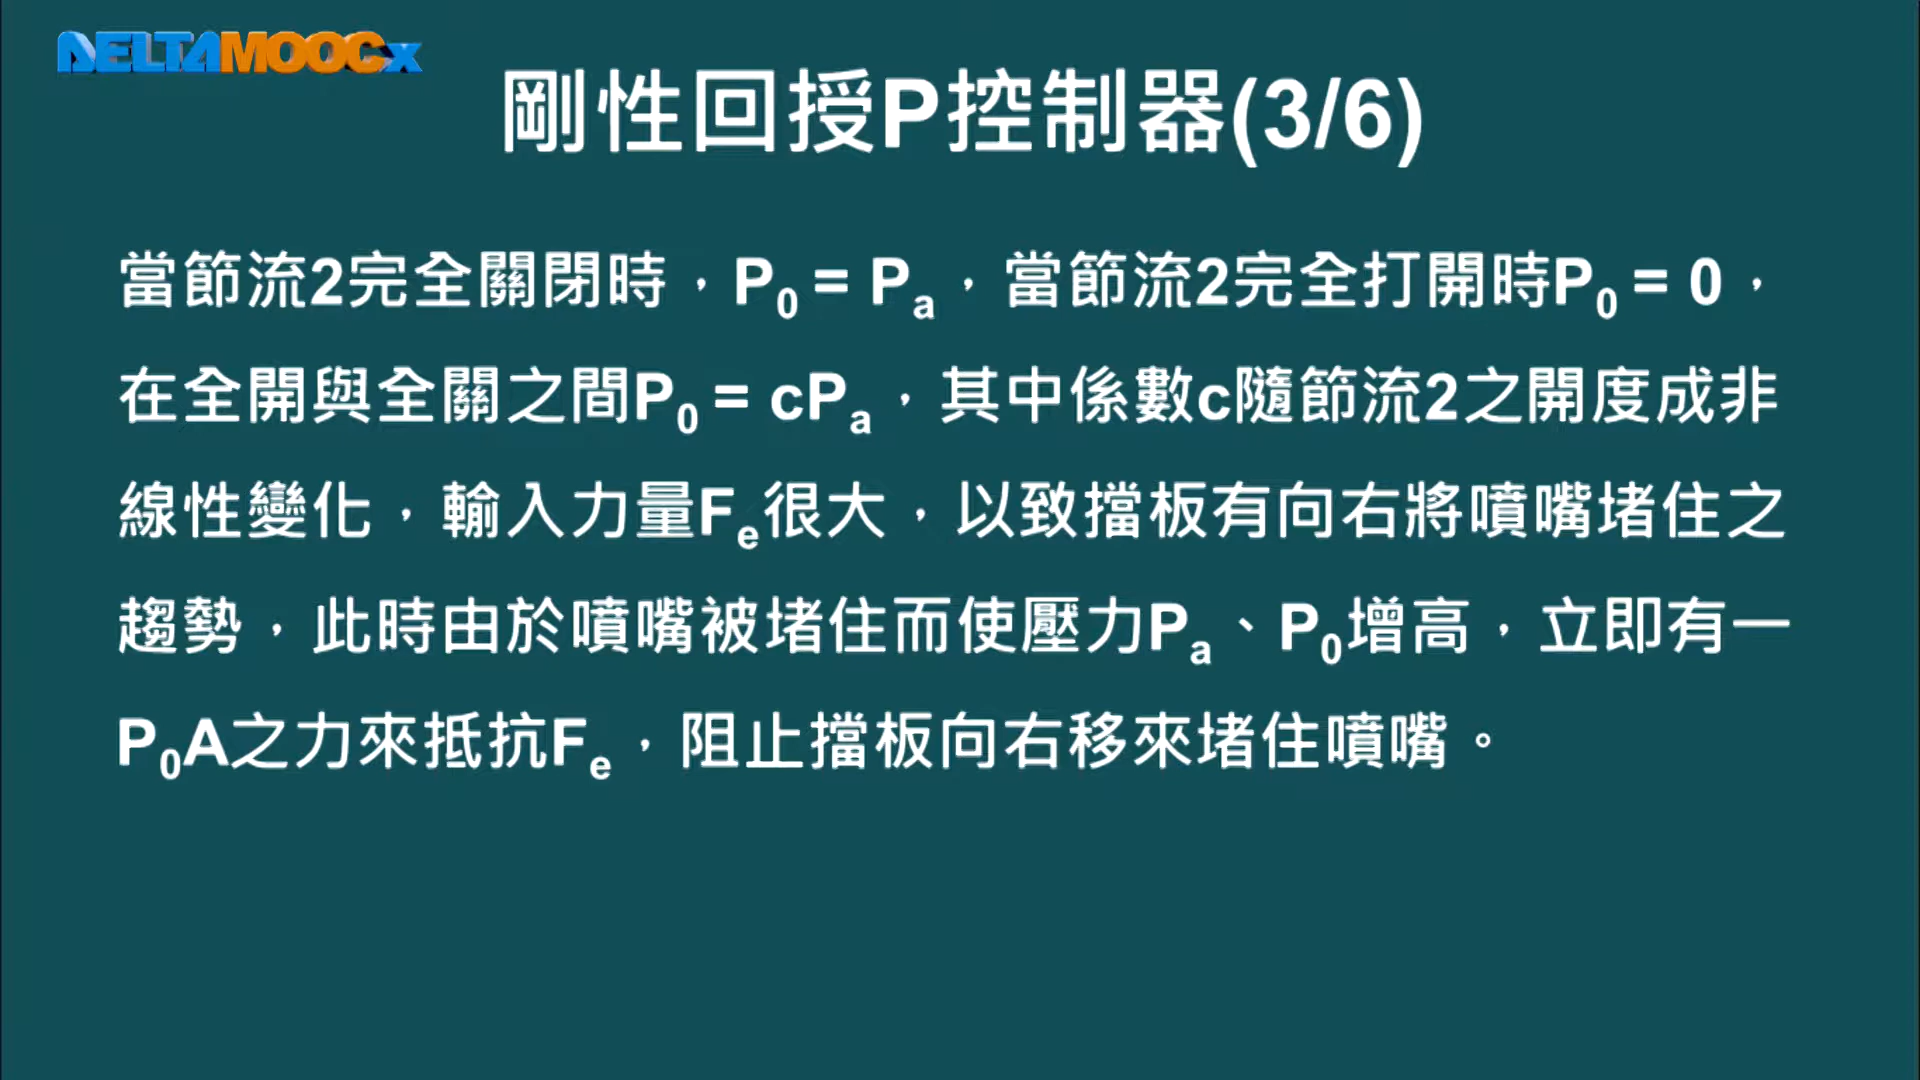 DELTAMOOCx
剛性回授P控制器(3/6)
當節流2完全關閉時，P₀ = Pₐ，當節流2完全打開時P₀ = 0，
在全開與全關之間P₀ = cPₐ，其中係數c隨節流2之開度成非
線性變化，輸入力量Fₑ很大，以致擋板有向右將噴嘴堵住之
趨勢，此時由於噴嘴被堵住而使壓力Pₐ、P₀增高，立即有一
P₀A之力來抵抗Fₑ，阻止擋板向右移來堵住噴嘴。